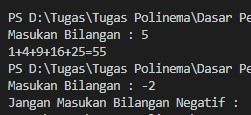 PS D:\Tugas\Tugas Polinema\Dasar Pe
Masukan Bilangan : 5
1+4+9+16+25=55
PS D:\Tugas\Tugas Polinema\Dasar Pe
Masukan Bilangan : -2
Jangan Masukan Bilangan Negatif :